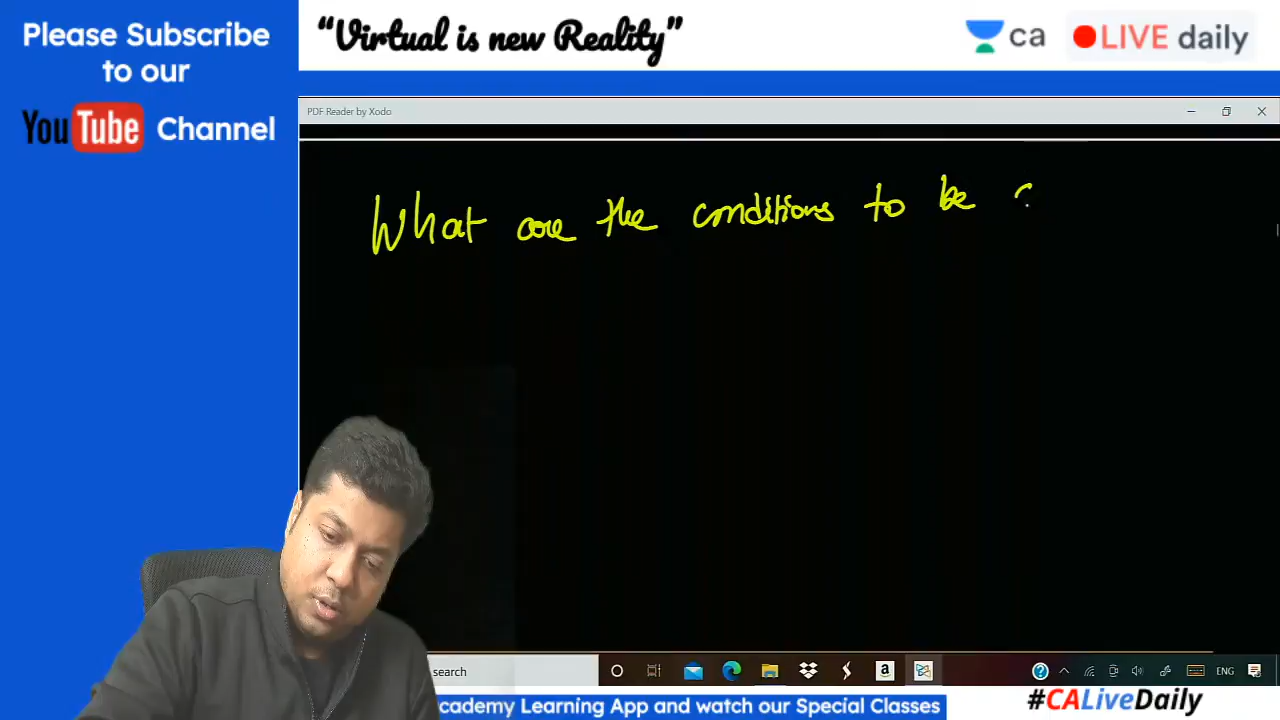 Please Subscribe
to our
YouTube Channel
“Virtual is new Reality”
ca
LIVE daily
PDF Reader by Xodo
What are the conditions to be
search
ENG
cademy Learning App and watch our Special Classes
#CALiveDaily